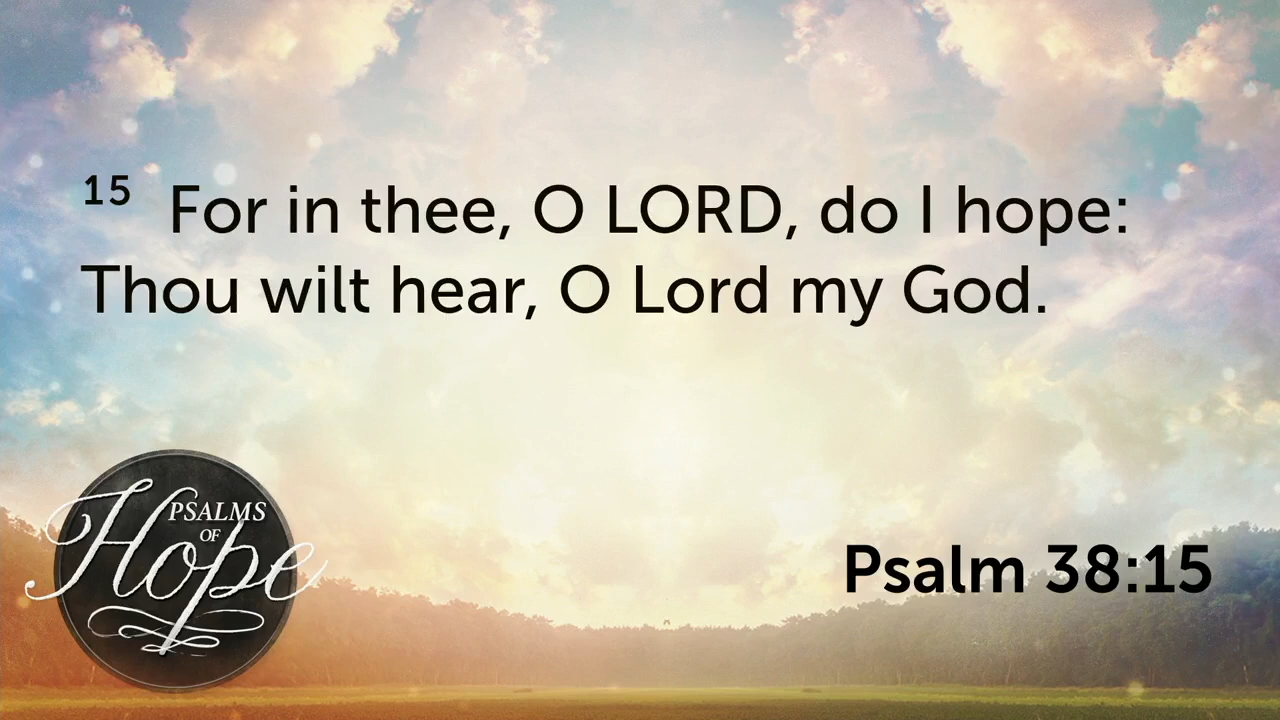 15 For in thee, O LORD, do I hope:
Thou wilt hear, O Lord my God.
PSALMS
OF
Hope
Psalm 38:15